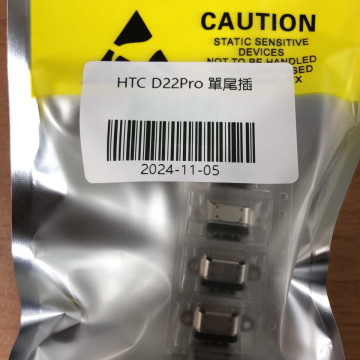 CAUTION
STATIC SENSITIVE
DEVICES
NOT TO BE HANDLED
HTC D22Pro 單尾插
2024-11-05